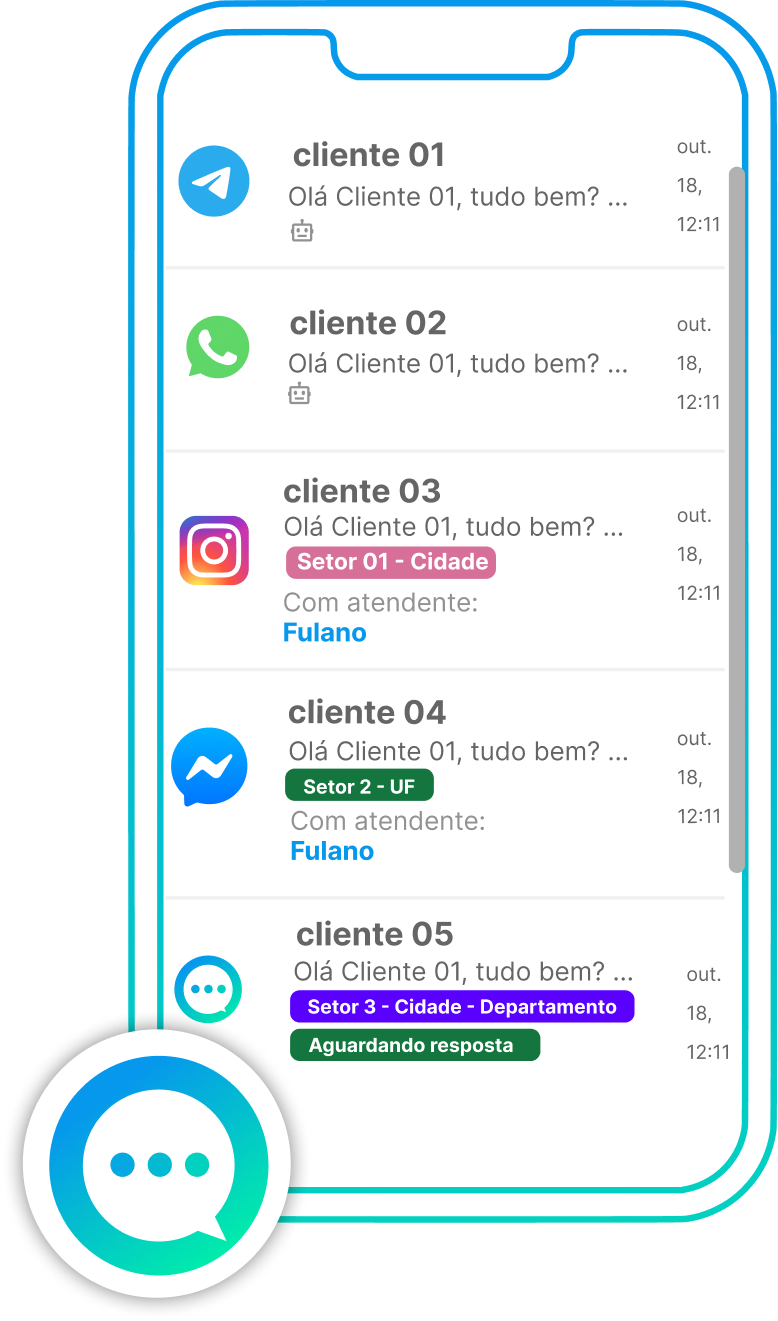 cliente 01
Olá Cliente 01, tudo bem? ...
out.
18,
12:11
cliente 02
Olá Cliente 01, tudo bem? ...
out.
18,
12:11
cliente 03
Olá Cliente 01, tudo bem? ...
Setor 01 - Cidade
Com atendente:
Fulano
out.
18,
12:11
cliente 04
Olá Cliente 01, tudo bem? ...
Setor 2 - UF
Com atendente:
Fulano
out.
18,
12:11
cliente 05
Olá Cliente 01, tudo bem? ...
Setor 3 - Cidade - Departamento
Aguardando resposta
out.
18,
12:11